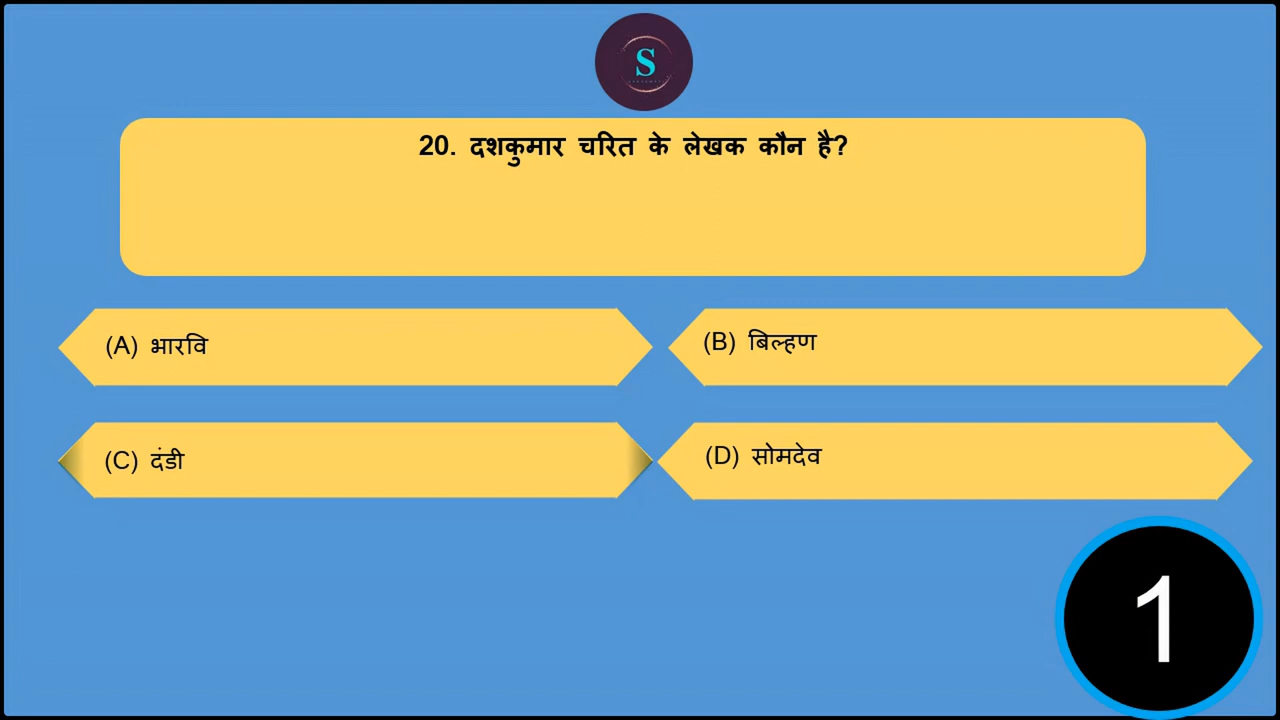 S
20. दशकुमार चरित के लेखक कौन है?
(A) भारवि
(B) बिल्हण
(C) दंडी
(D) सोमदेव
1